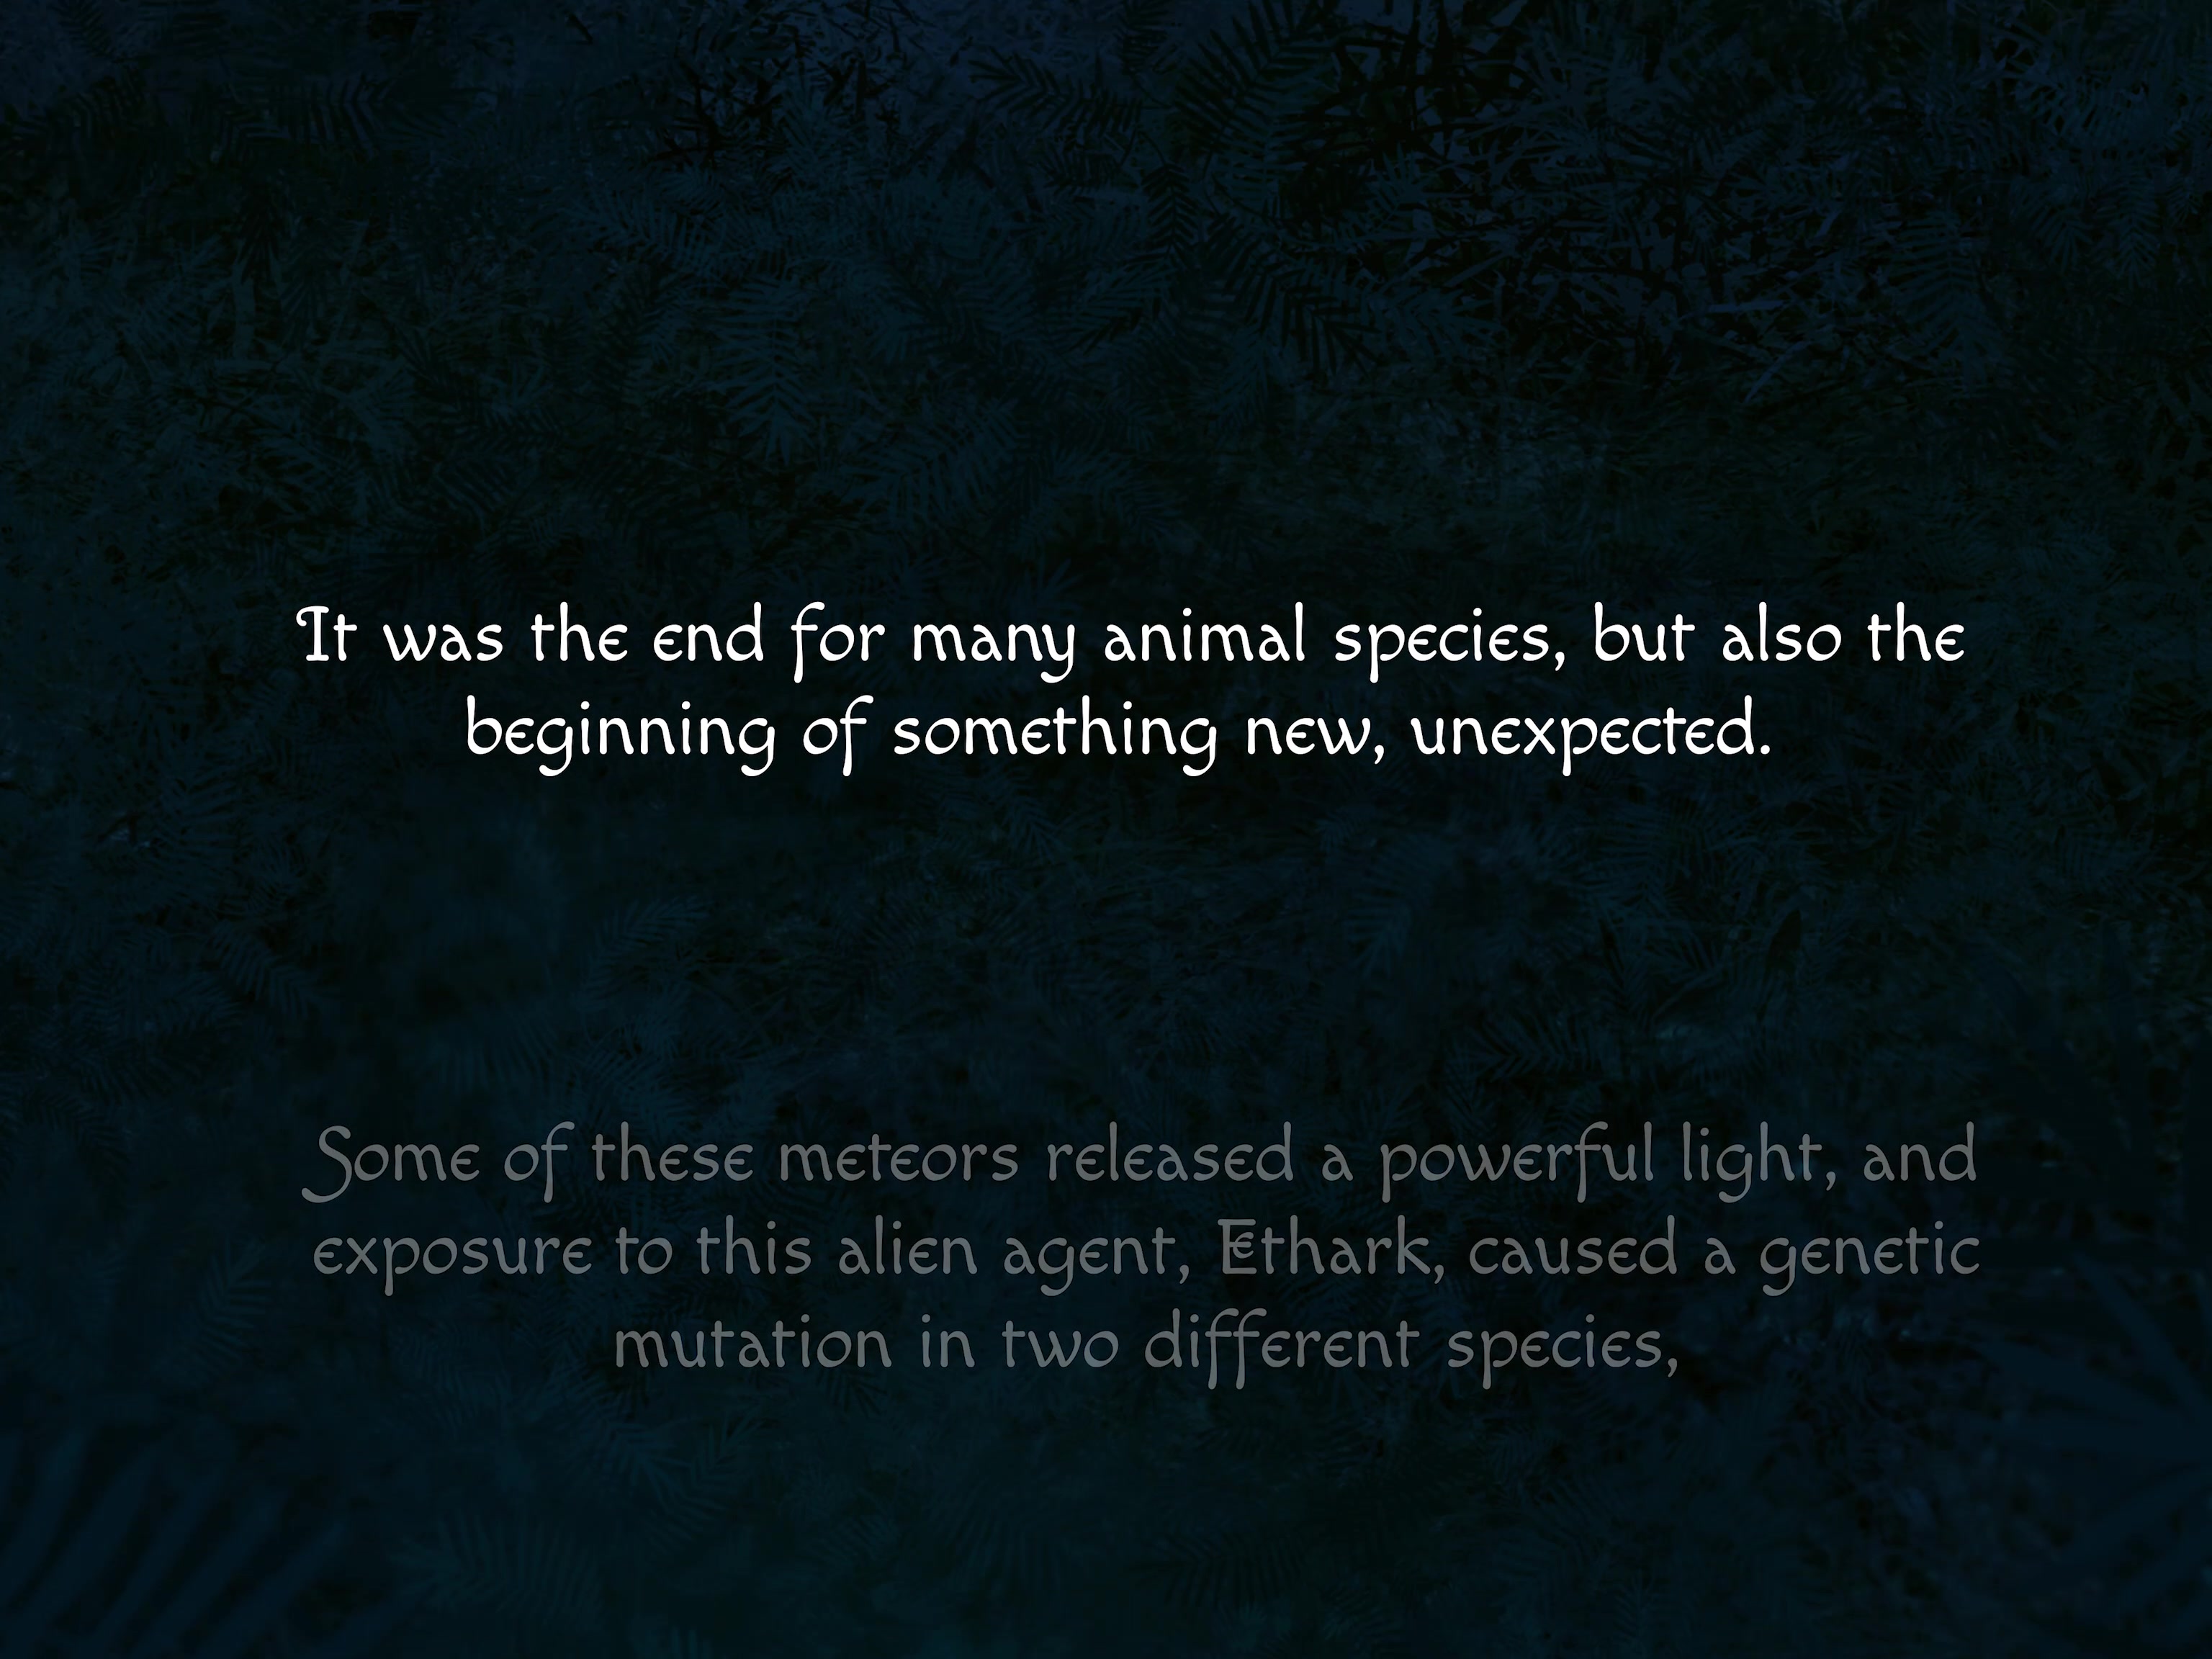 It was the end for many animal species, but also the
beginning of something new, unexpected.
Some of these meteors released a powerful light, and
exposure to this alien agent, Ethark, caused a genetic
mutation in two different species,